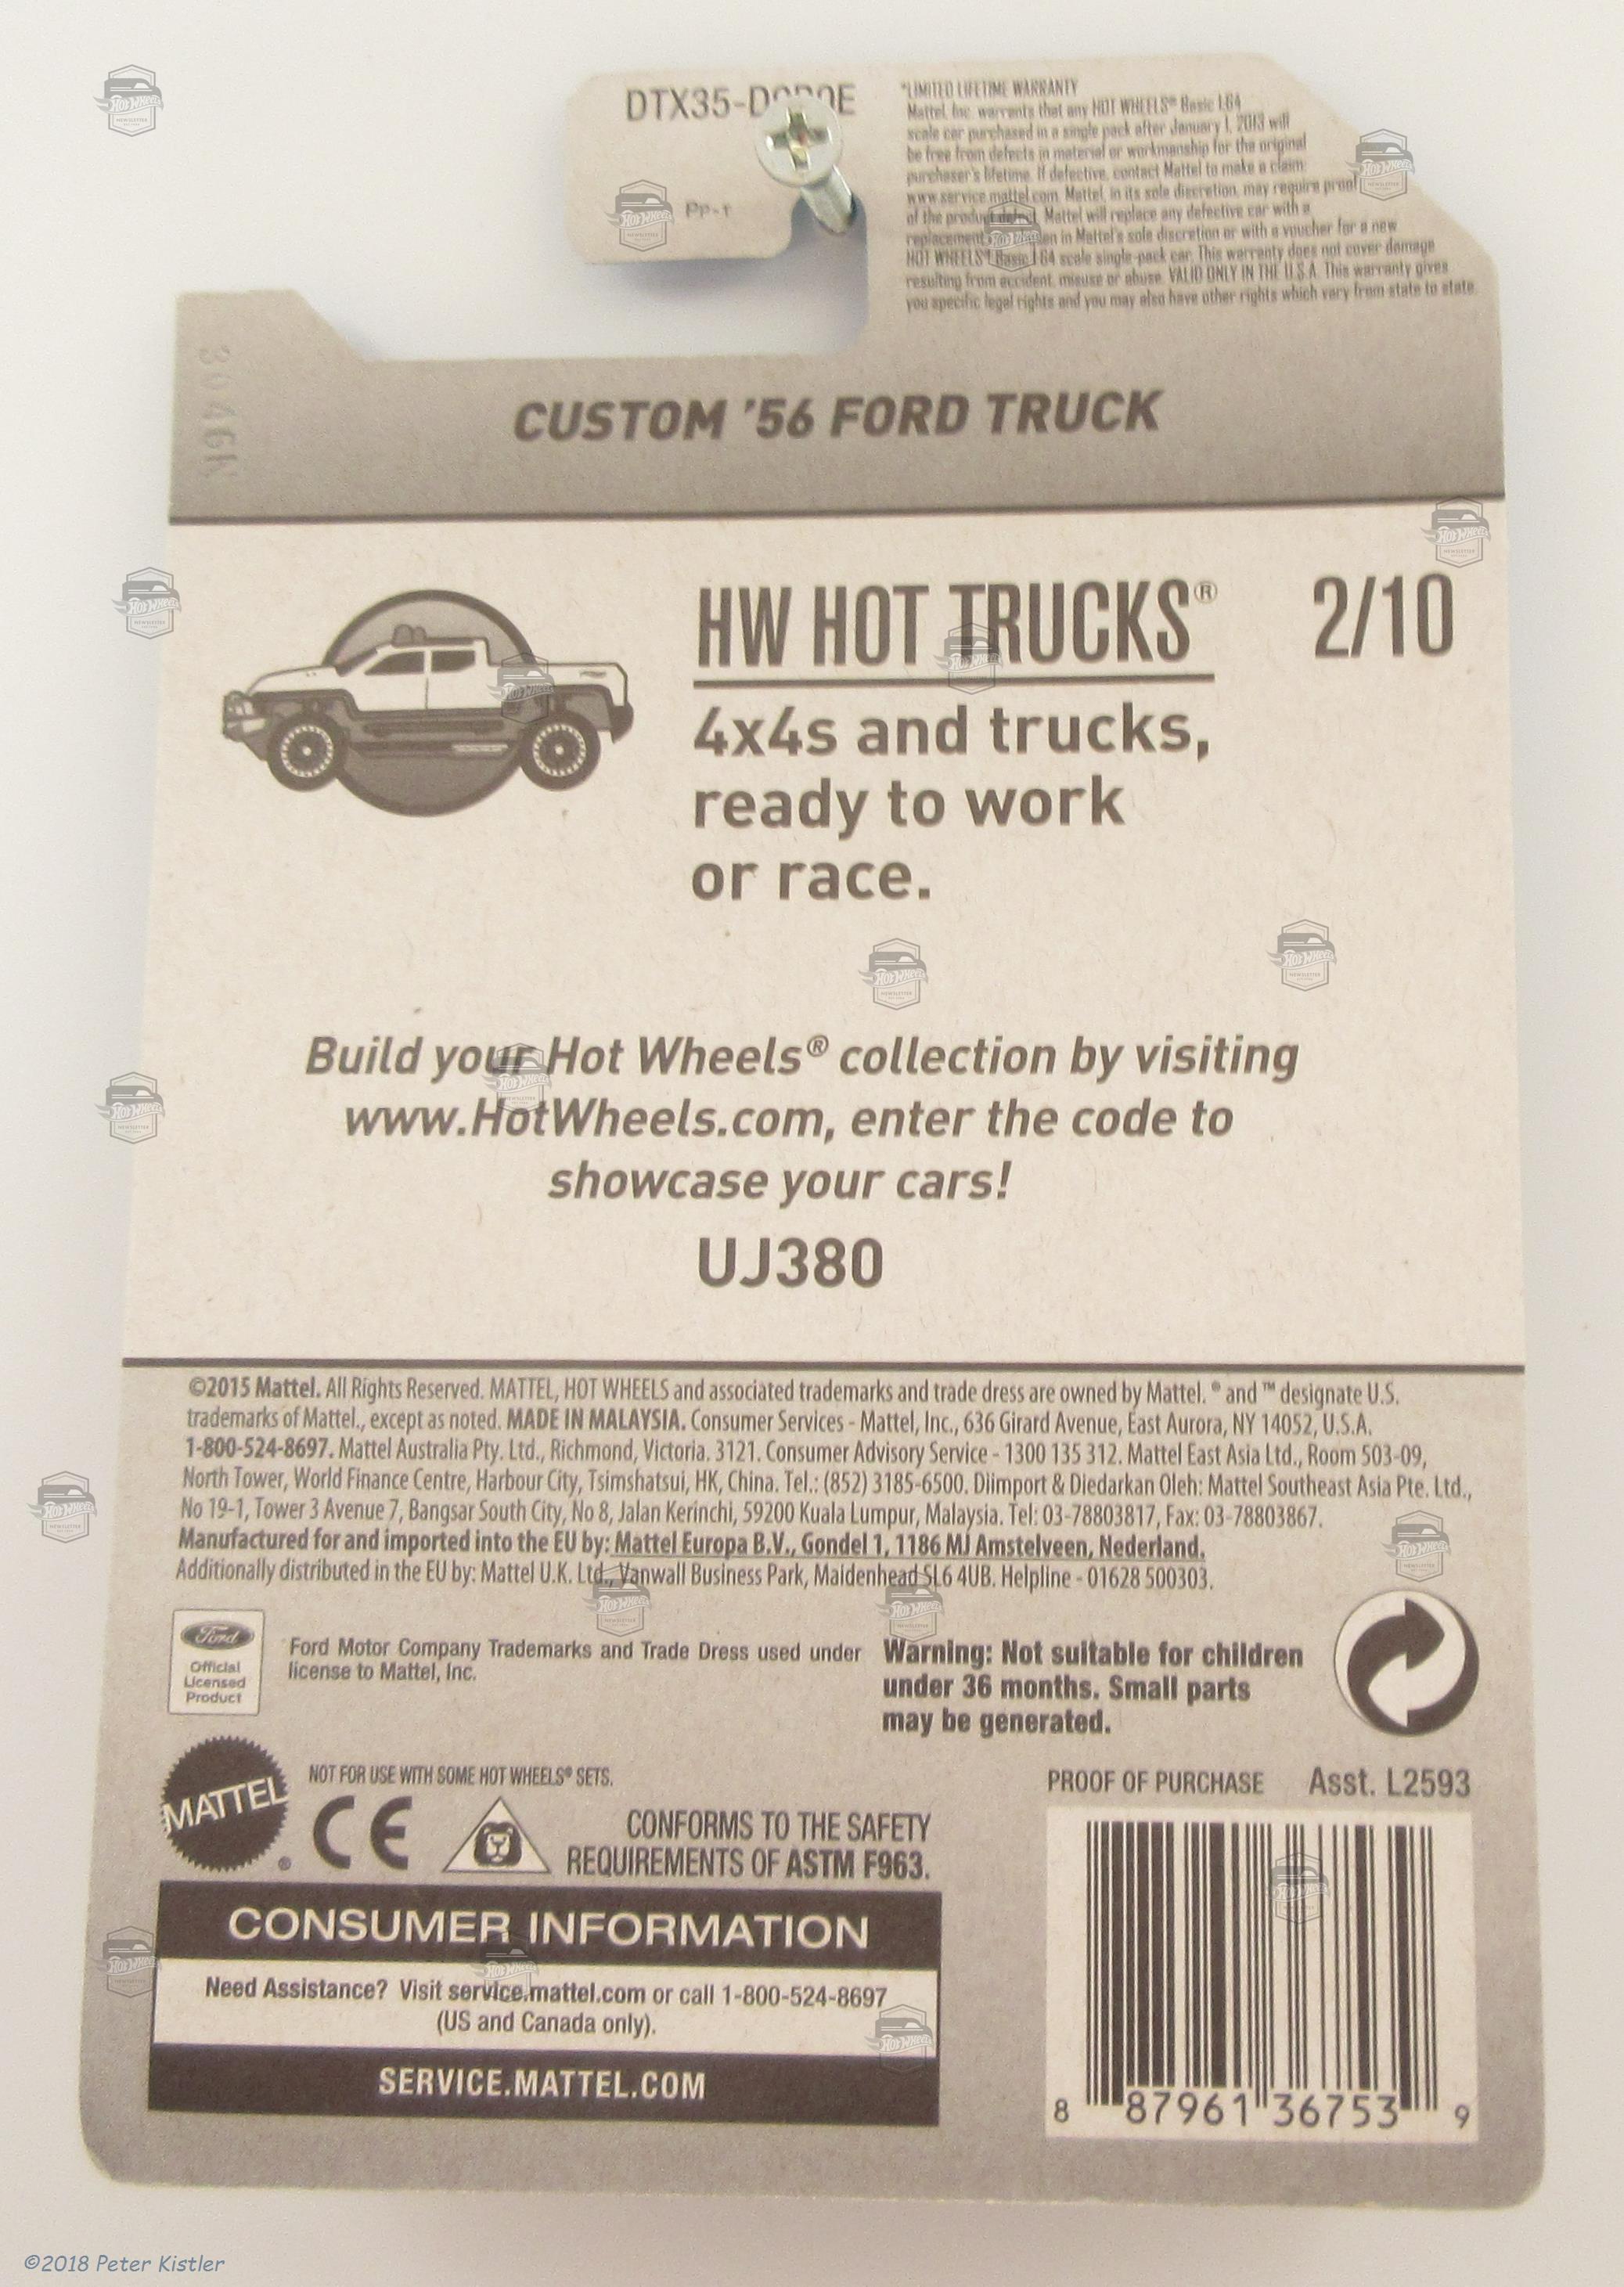 *LIMITED LIFETIME WARRANTY
Mattel, Inc. warrants that any HOT WHEELS® Basic 1:64
scale car purchased in a single pack after January 1, 2013 will
be free from defects in material or workmanship for the original
purchaser's lifetime. If defective, contact Mattel to make a claim:
www.service.mattel.com. Mattel, in its sole discretion, may require proof
of the product defect. Mattel will replace any defective car with a
replacement in Mattel's sole discretion or with a voucher for a new
HOT WHEELS® Basic 1:64 scale single-pack car. This warranty does not cover damage
resulting from accident, misuse or abuse. VALID ONLY IN THE U.S.A. This warranty gives
you specific legal rights and you may also have other rights which vary from state to state.
CUSTOM '56 FORD TRUCK
HW HOT TRUCKS® 2/10
4x4s and trucks,
ready to work
or race.
Build your Hot Wheels® collection by visiting
www.HotWheels.com, enter the code to
showcase your cars!
UJ380
©2015 Mattel. All Rights Reserved. MATTEL, HOT WHEELS and associated trademarks and trade dress are owned by Mattel. ® and ™ designate U.S.
trademarks of Mattel., except as noted. MADE IN MALAYSIA. Consumer Services - Mattel, Inc., 636 Girard Avenue, East Aurora, NY 14052, U.S.A.
1-800-524-8697. Mattel Australia Pty. Ltd., Richmond, Victoria. 3121. Consumer Advisory Service - 1300 135 312. Mattel East Asia Ltd., Room 503-09,
North Tower, World Finance Centre, Harbour City, Tsimshatsui, HK, China. Tel.: (852) 3185-6500. Diimport & Diedarkan Oleh: Mattel Southeast Asia Pte. Ltd.,
No 19-1, Tower 3 Avenue 7, Bangsar South City, No 8, Jalan Kerinchi, 59200 Kuala Lumpur, Malaysia. Tel: 03-78803817, Fax: 03-78803867.
Manufactured for and imported into the EU by: Mattel Europa B.V., Gondel 1, 1186 MJ Amstelveen, Nederland.
Additionally distributed in the EU by: Mattel U.K. Ltd., Vanwall Business Park, Maidenhead SL6 4UB. Helpline - 01628 500303.
Ford
Official
Licensed
Product
Ford Motor Company Trademarks and Trade Dress used under
license to Mattel, Inc.
Warning: Not suitable for children
under 36 months. Small parts
may be generated.
MATTEL®
NOT FOR USE WITH SOME HOT WHEELS® SETS.
CE
CONFORMS TO THE SAFETY
REQUIREMENTS OF ASTM F963.
PROOF OF PURCHASE Asst. L2593
CONSUMER INFORMATION
Need Assistance? Visit service.mattel.com or call 1-800-524-8697
(US and Canada only).
SERVICE.MATTEL.COM
8 87961 36753 9
©2018 Peter Kistler